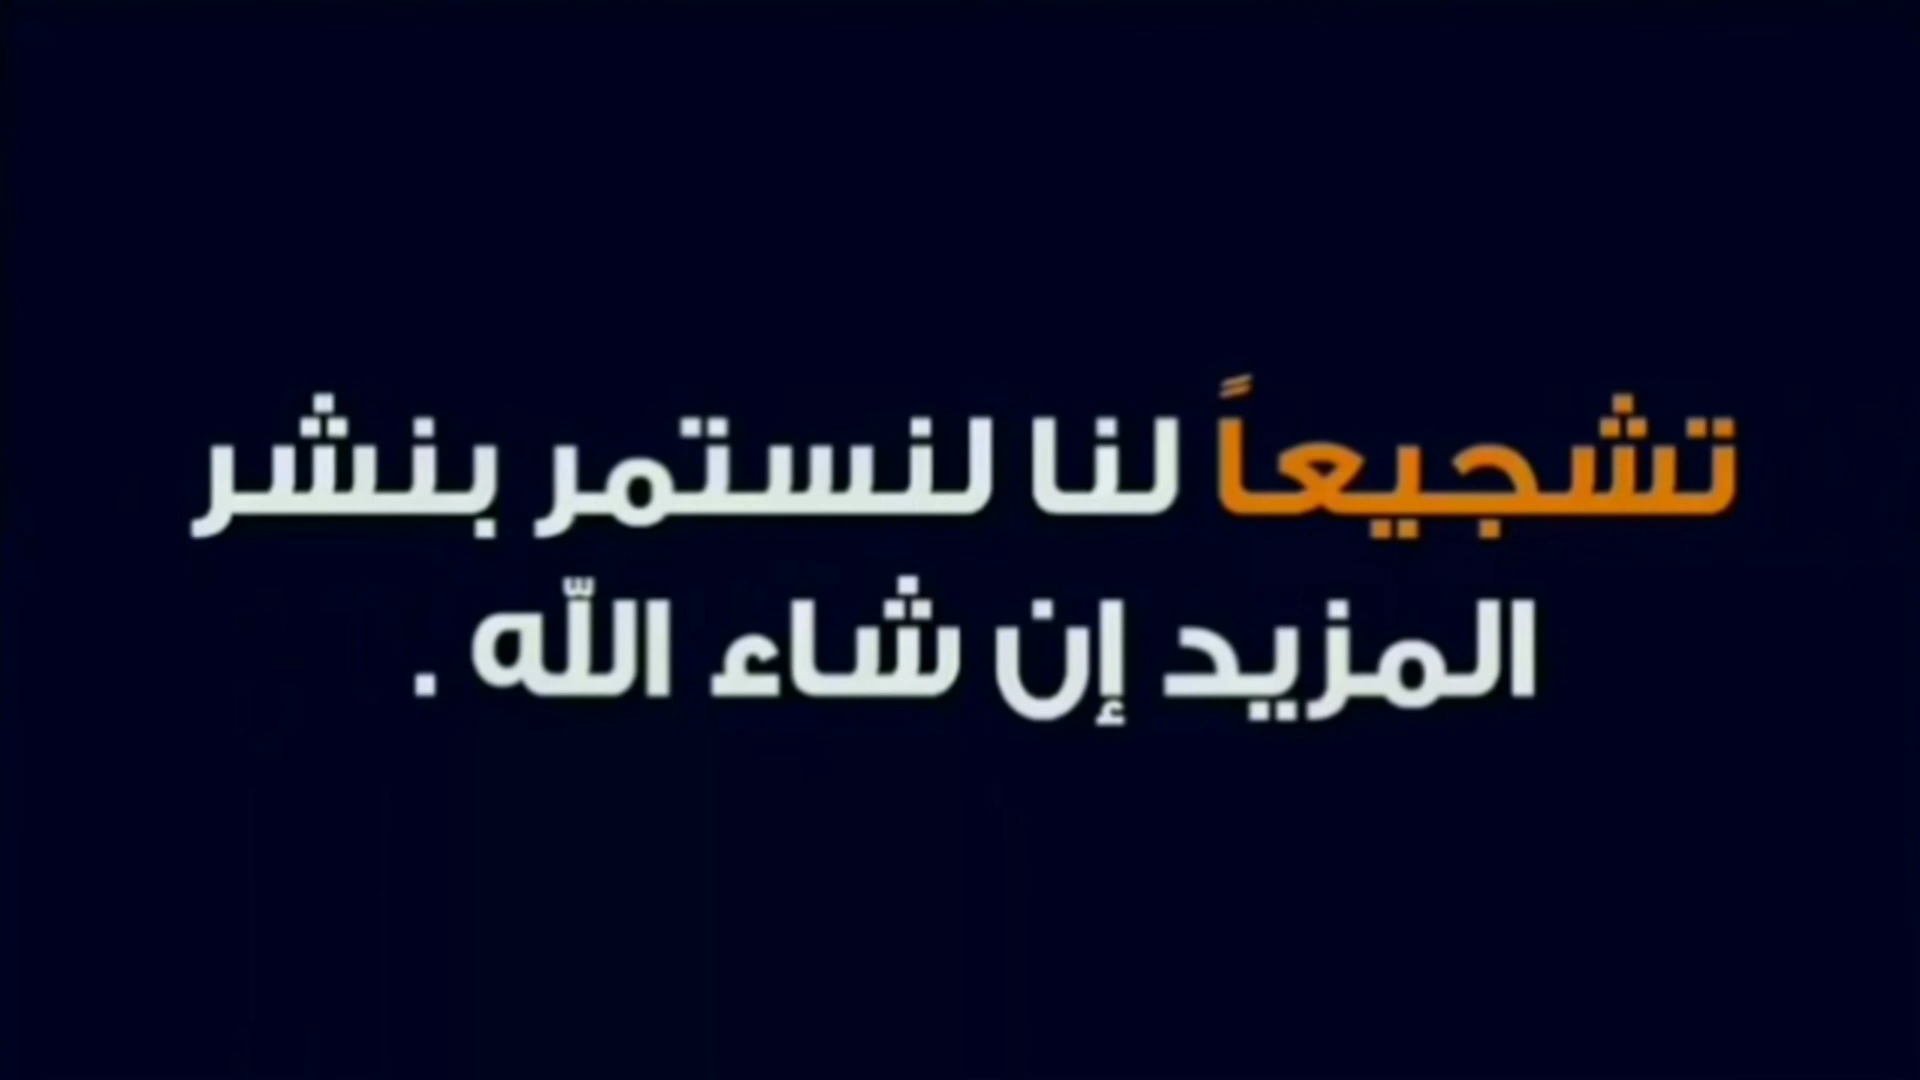 تشجيعاً لنا لنستمر بنشر
المزيد إن شاء اللّه .